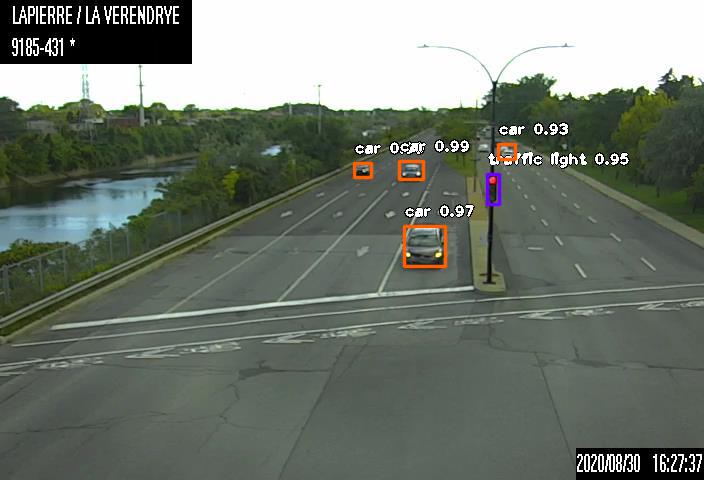 LAPIERRE / LA VERENDRYE
9185-431 *
car 0.93
car 0.99
traffic light 0.95
car 0.97
2020/08/30 16:27:37